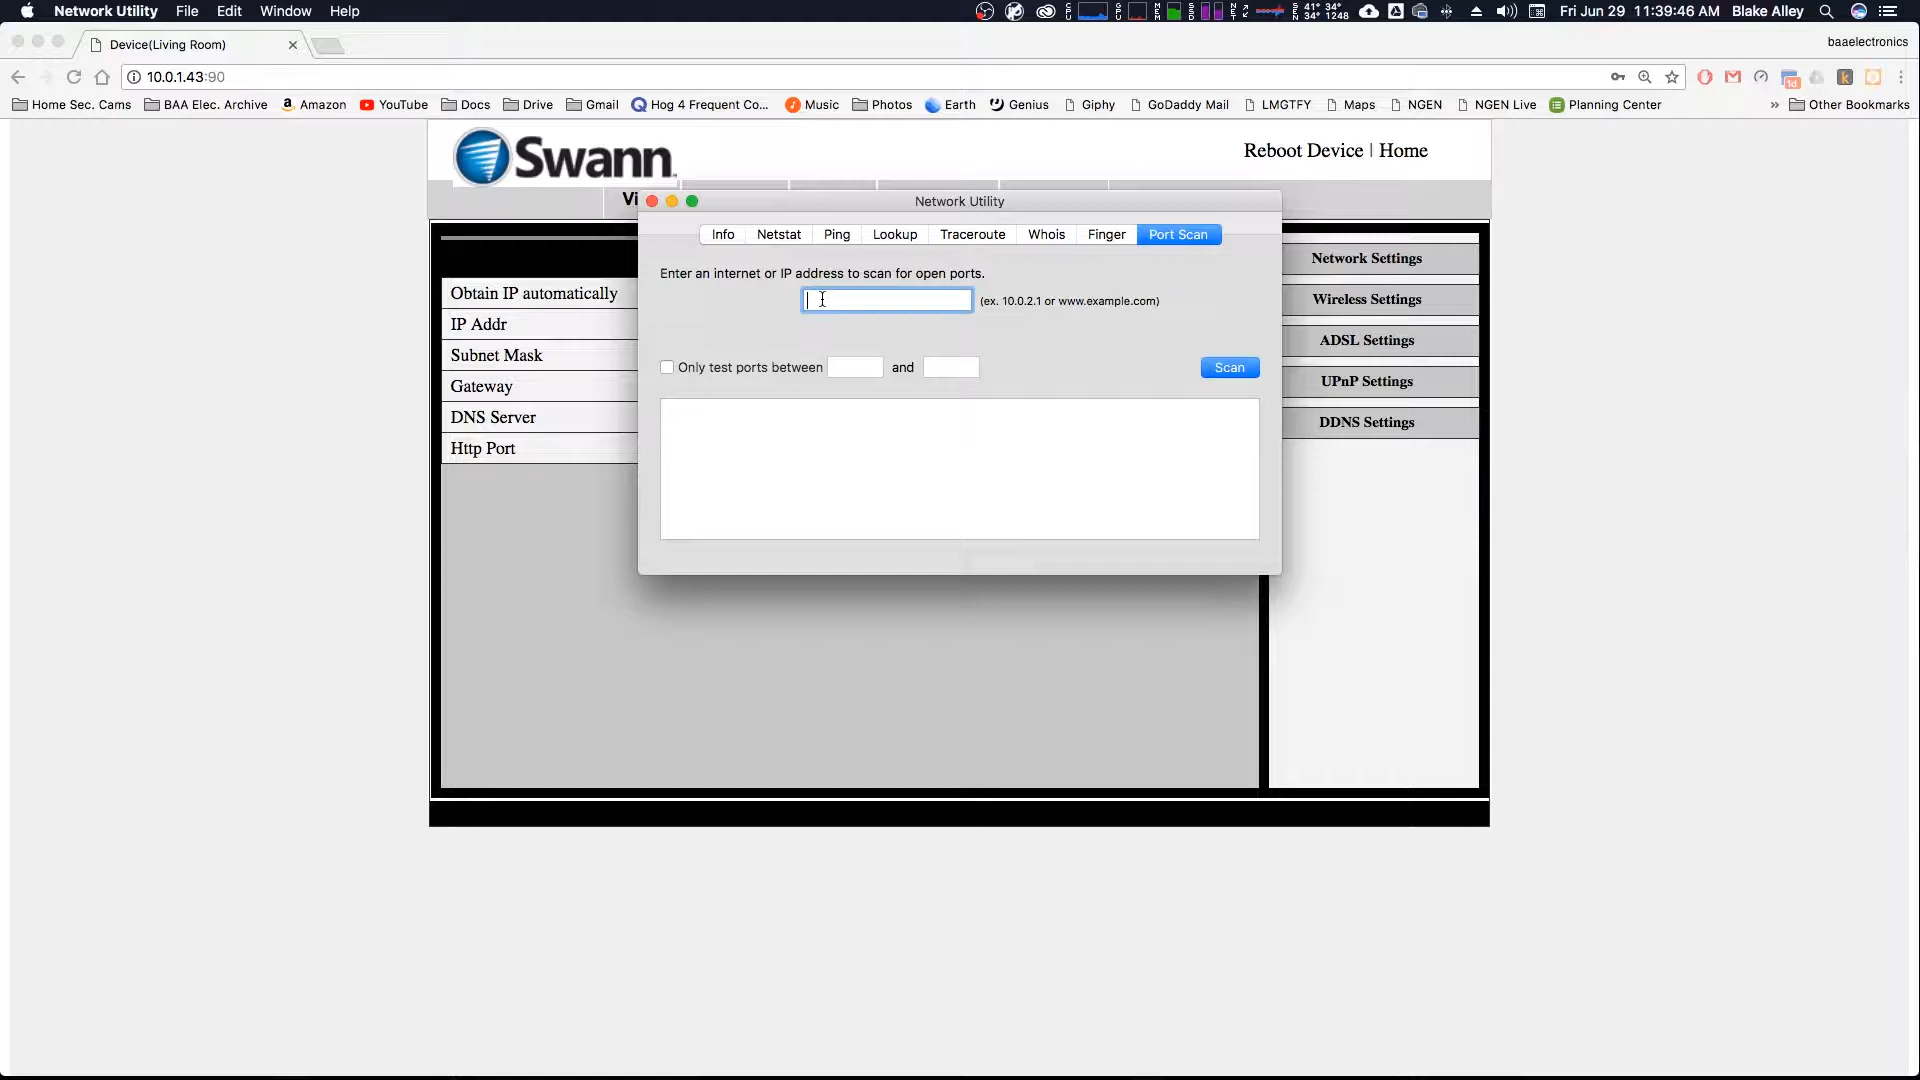 Network Utility File Edit Window Help 41° 34° 34° 1248 Fri Jun 29 11:39:46 AM Blake Alley
Device(Living Room) baaelectronics
10.0.1.43:90
Home Sec. Cams BAA Elec. Archive Amazon YouTube Docs Drive Gmail Hog 4 Frequent Co... Music Photos Earth Genius Giphy GoDaddy Mail LMGTFY Maps NGEN NGEN Live Planning Center » Other Bookmarks
Swann
Reboot Device | Home
Vi
Network Utility
Info Netstat Ping Lookup Traceroute Whois Finger Port Scan
Enter an internet or IP address to scan for open ports.
(ex. 10.0.2.1 or www.example.com)
Only test ports between and Scan
Obtain IP automatically
IP Addr
Subnet Mask
Gateway
DNS Server
Http Port
Network Settings
Wireless Settings
ADSL Settings
UPnP Settings
DDNS Settings